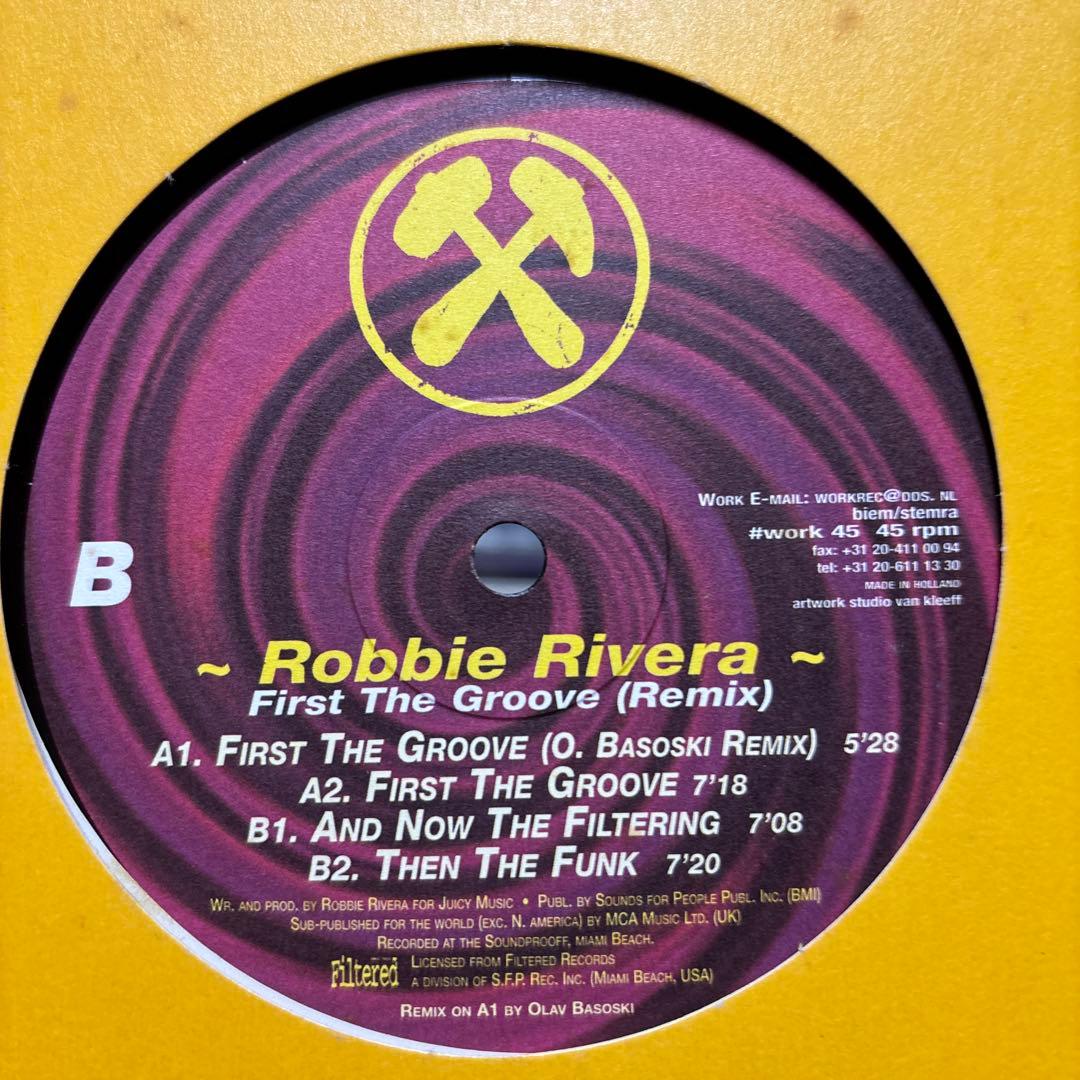 WORK E-MAIL: WORKREC@DDS. NL
biem/stemra
#work 45 45 rpm
fax: +31 20-411 00 94
tel: +31 20-611 13 30
MADE IN HOLLAND
artwork studio van kleeff
B
~ Robbie Rivera ~
First The Groove (Remix)
A1. FIRST THE GROOVE (O. BASOSKI REMIX) 5'28
A2. FIRST THE GROOVE 7'18
B1. AND NOW THE FILTERING 7'08
B2. THEN THE FUNK 7'20
WR. AND PROD. BY ROBBIE RIVERA FOR JUICY MUSIC • PUBL. BY SOUNDS FOR PEOPLE PUBL. INC. (BMI)
SUB-PUBLISHED FOR THE WORLD (EXC. N. AMERICA) BY MCA MUSIC LTD. (UK)
RECORDED AT THE SOUNDPROOFF, MIAMI BEACH.
Filtered
LICENSED FROM FILTERED RECORDS
A DIVISION OF S.F.P. REC. INC. (MIAMI BEACH, USA)
REMIX ON A1 BY OLAV BASOSKI